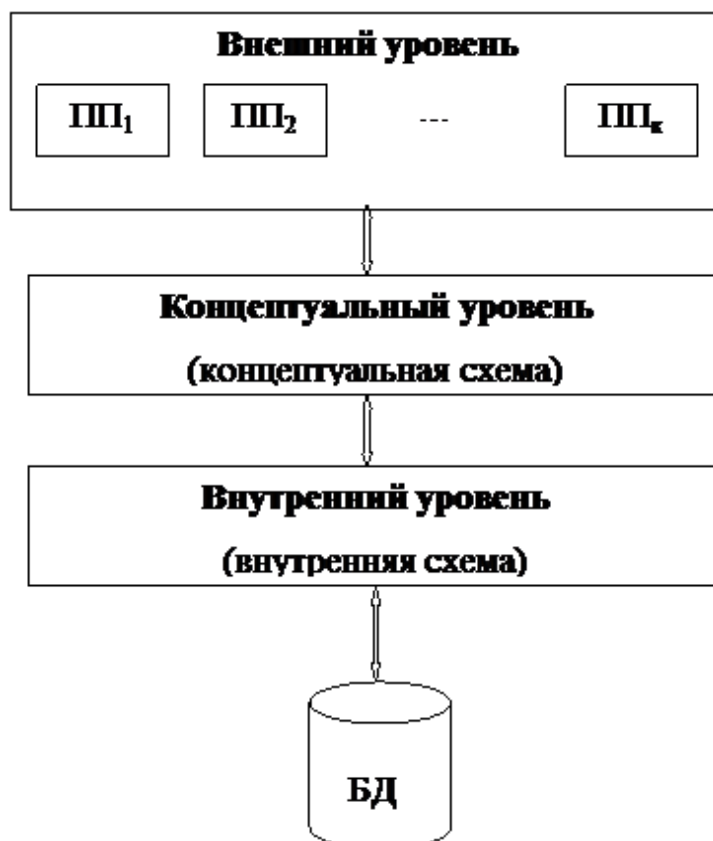 Внешний уровень
ПП₁ ПП₂ --- ППк
Концептуальный уровень
(концептуальная схема)
Внутренний уровень
(внутренняя схема)
БД